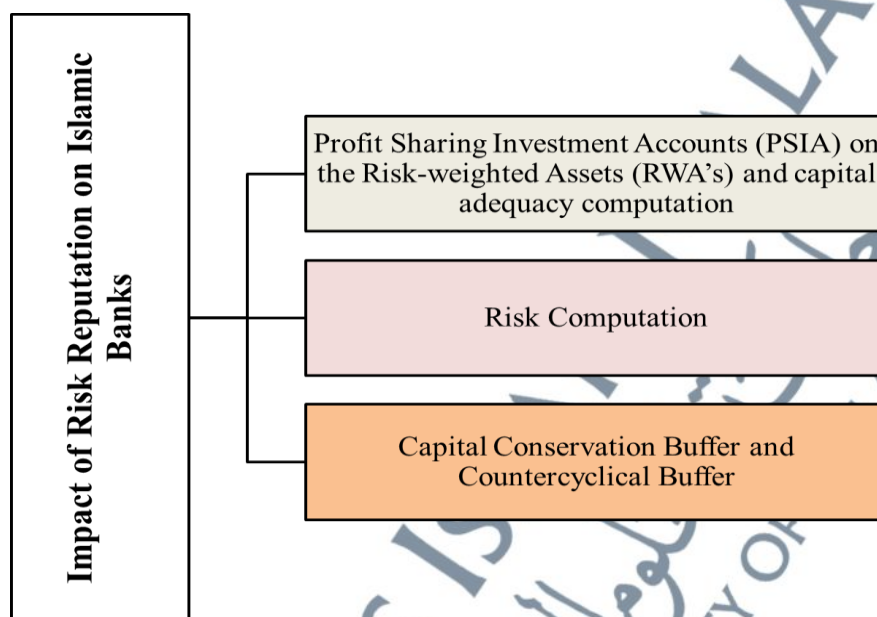 Impact of Risk Reputation on Islamic
Banks
Profit Sharing Investment Accounts (PSIA) on
the Risk-weighted Assets (RWA's) and capital
adequacy computation
Risk Computation
Capital Conservation Buffer and
Countercyclical Buffer